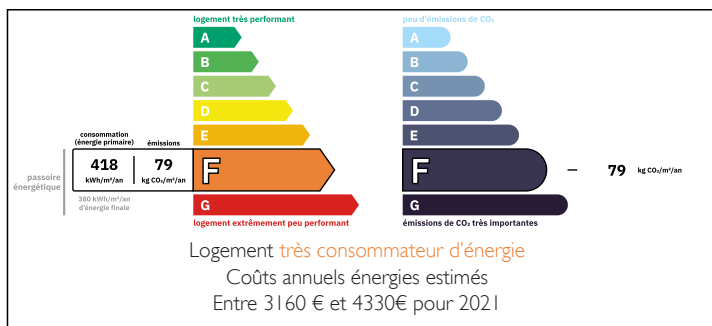 logement très performant
A
B
C
D
E
consommation
(énergie primaire)
émissions
418
kWh/m²/an
79
kg CO₂/m²/an
F
passoire
énergétique
380 kWh/m²/an
d'énergie finale
G
logement extrêmement peu performant
peu d'émissions de CO₂
A
B
C
D
E
F
79 kg CO₂/m²/an
G
émissions de CO₂ très importantes
Logement très consommateur d'énergie
Coûts annuels énergies estimés
Entre 3160 € et 4330€ pour 2021